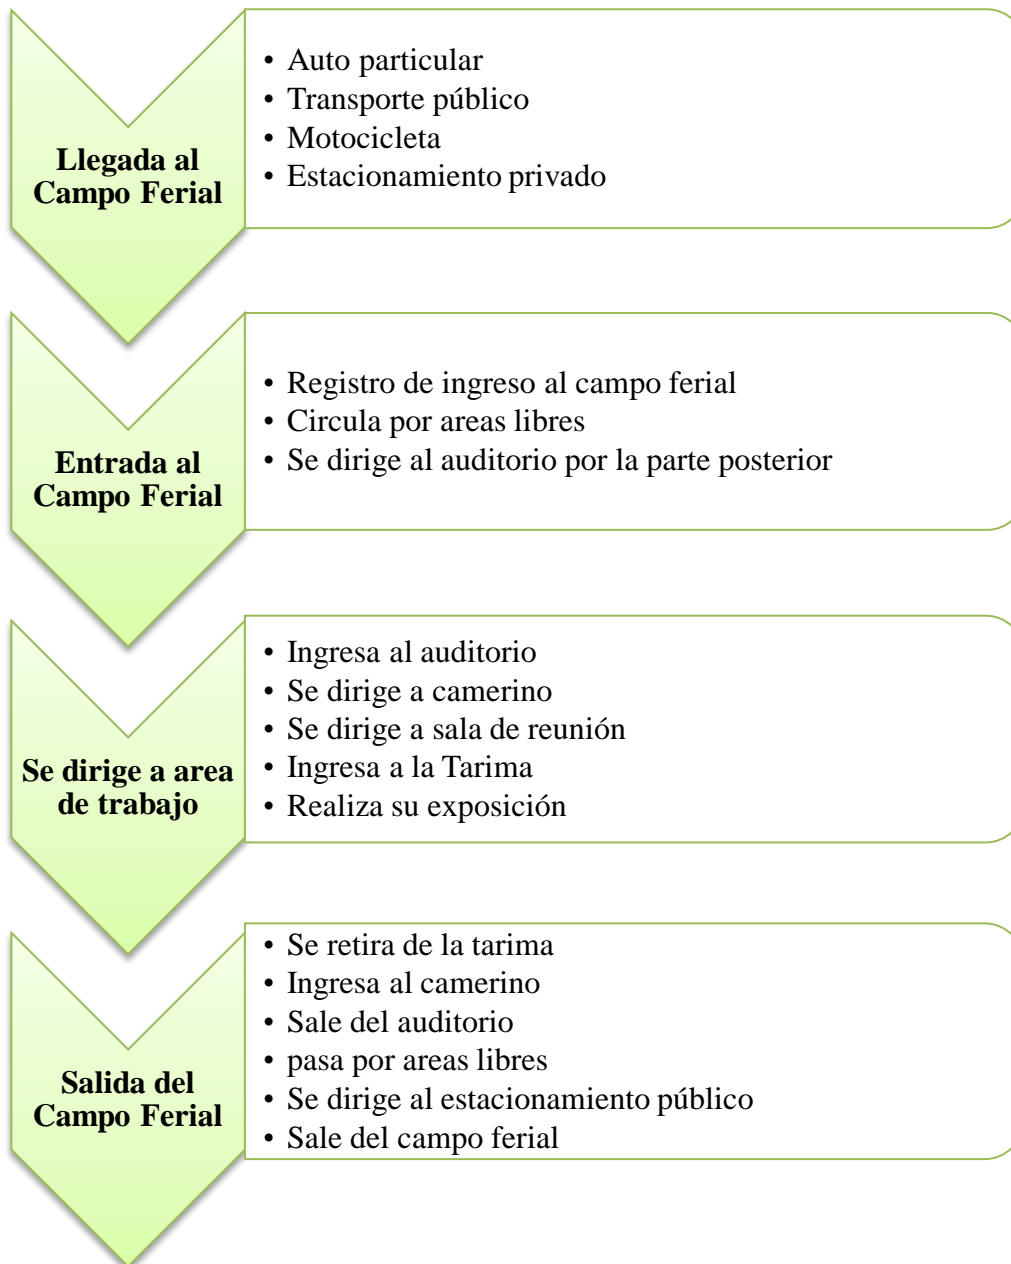 Llegada al
Campo Ferial
• Auto particular
• Transporte público
• Motocicleta
• Estacionamiento privado
Entrada al
Campo Ferial
• Registro de ingreso al campo ferial
• Circula por areas libres
• Se dirige al auditorio por la parte posterior
Se dirige a area
de trabajo
• Ingresa al auditorio
• Se dirige a camerino
• Se dirige a sala de reunión
• Ingresa a la Tarima
• Realiza su exposición
Salida del
Campo Ferial
• Se retira de la tarima
• Ingresa al camerino
• Sale del auditorio
• pasa por areas libres
• Se dirige al estacionamiento público
• Sale del campo ferial